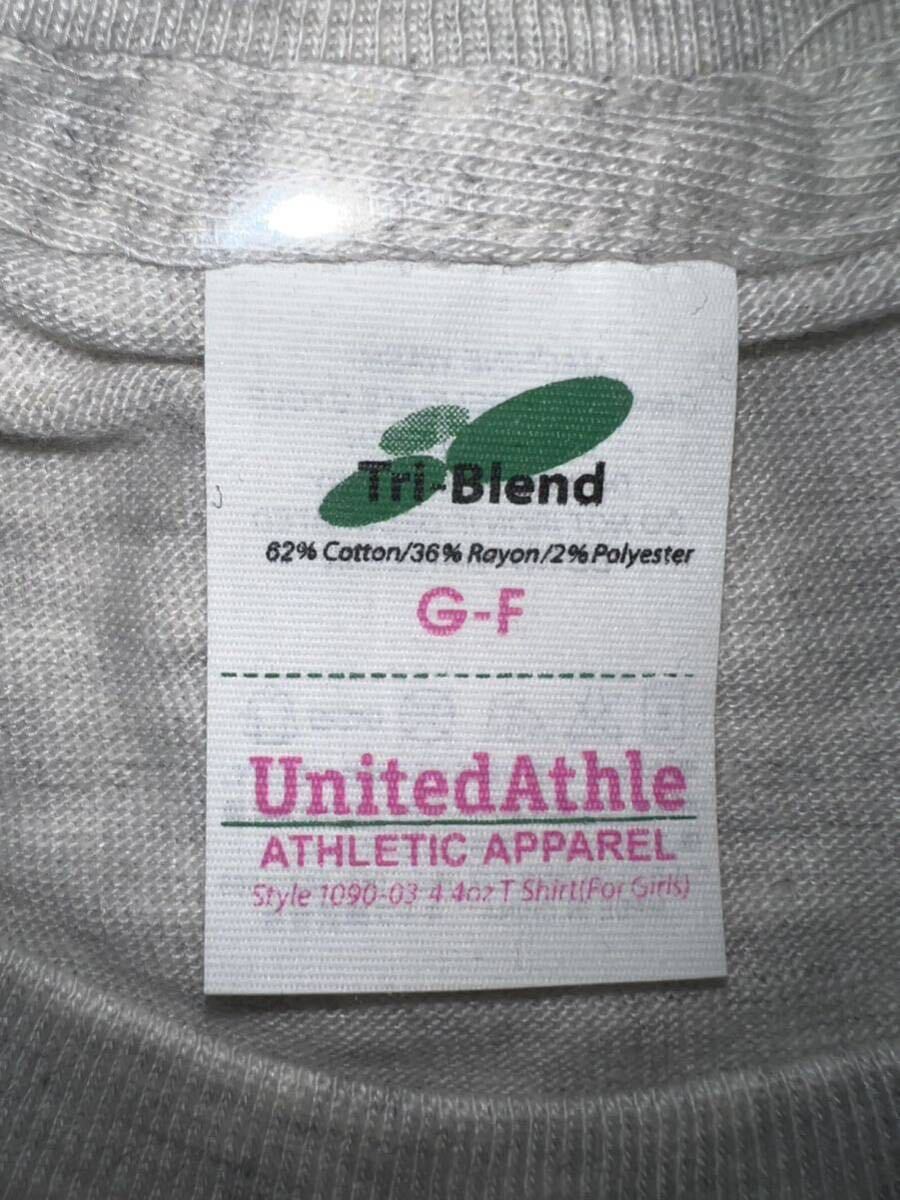 Tri-Blend
62% Cotton/36% Rayon/2% Polyester
G-F
UnitedAthle
ATHLETIC APPAREL
Style 1090-03 4.4oz T Shirt(For Girls)